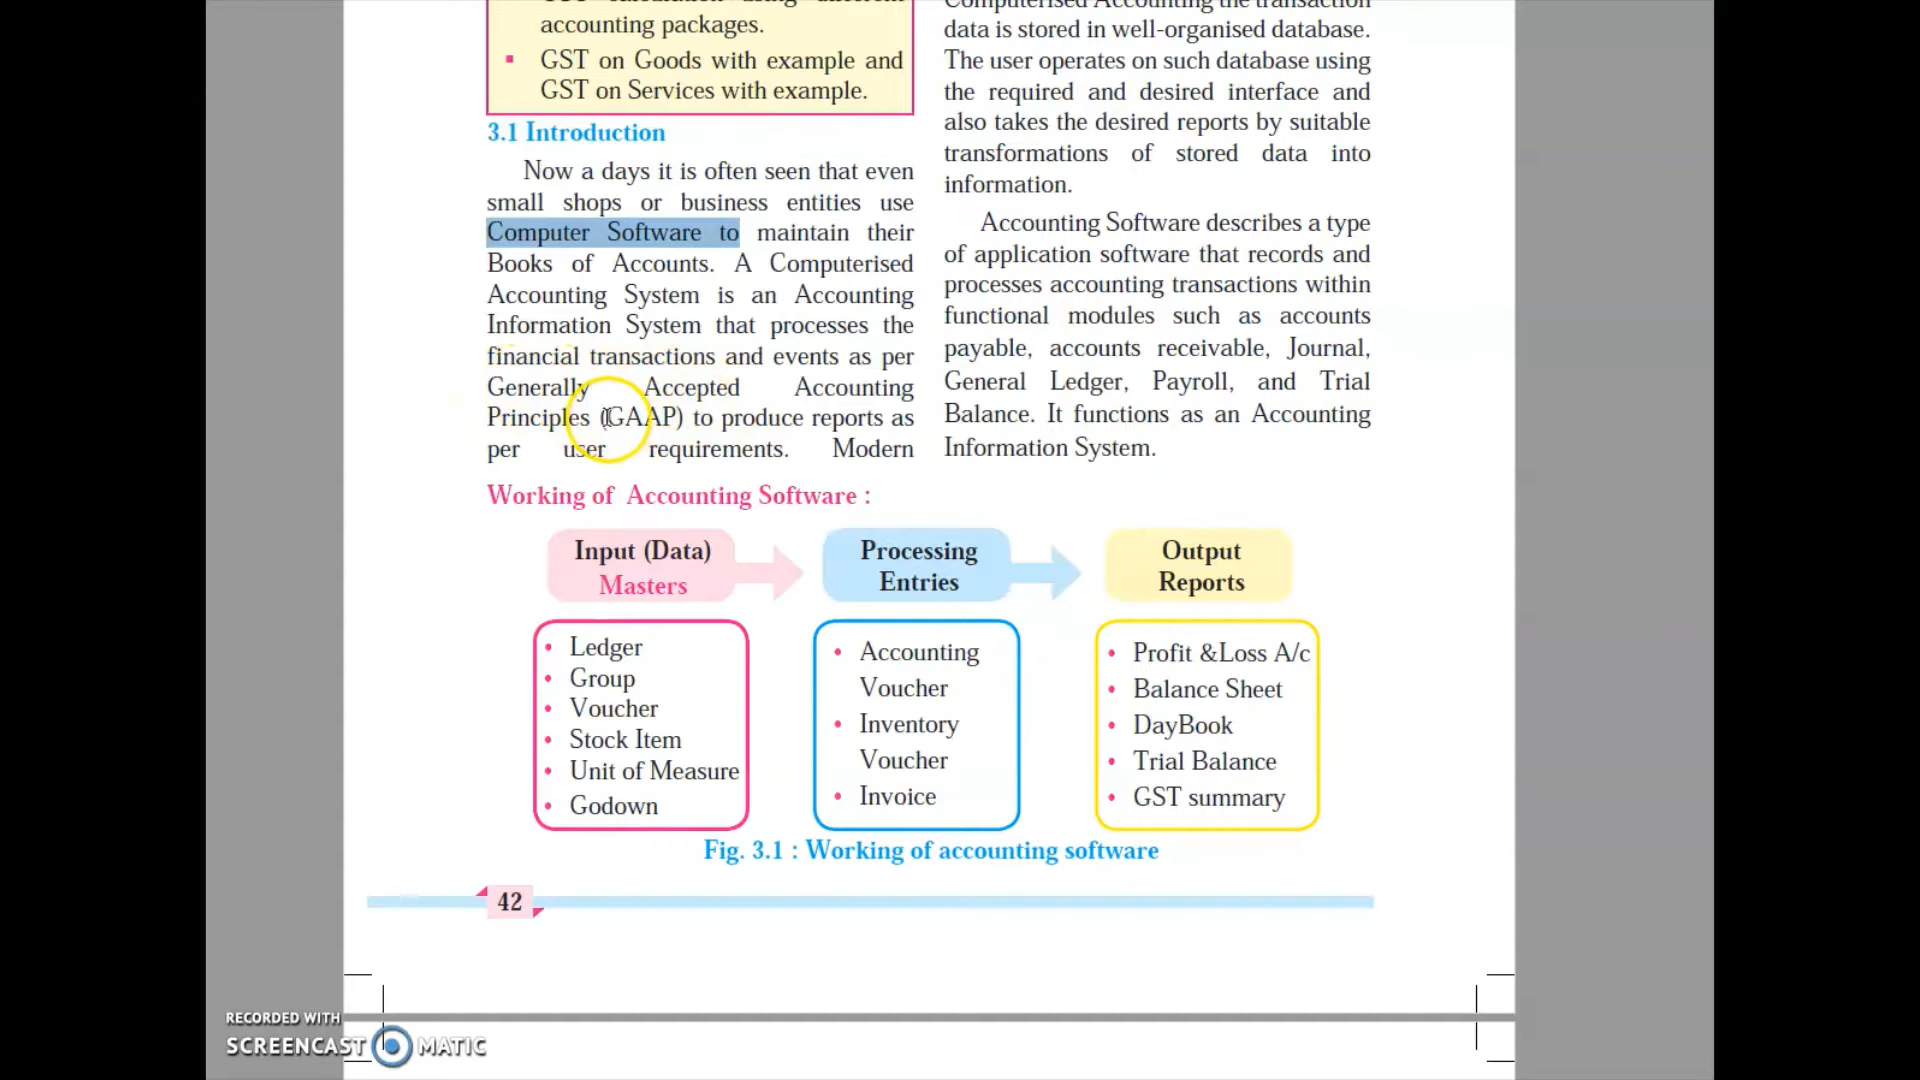 accounting packages.
GST on Goods with example and
GST on Services with example.
3.1 Introduction
Now a days it is often seen that even
small shops or business entities use
Computer Software to maintain their
Books of Accounts. A Computerised
Accounting System is an Accounting
Information System that processes the
financial transactions and events as per
Generally Accepted Accounting
Principles (GAAP) to produce reports as
per user requirements. Modern
Computerised Accounting the transaction
data is stored in well-organised database.
The user operates on such database using
the required and desired interface and
also takes the desired reports by suitable
transformations of stored data into
information.
Accounting Software describes a type
of application software that records and
processes accounting transactions within
functional modules such as accounts
payable, accounts receivable, Journal,
General Ledger, Payroll, and Trial
Balance. It functions as an Accounting
Information System.
Working of Accounting Software :
Input (Data)
Masters
Processing
Entries
Output
Reports
• Ledger
• Group
• Voucher
• Stock Item
• Unit of Measure
• Godown
• Accounting
Voucher
• Inventory
Voucher
• Invoice
• Profit &Loss A/c
• Balance Sheet
• DayBook
• Trial Balance
• GST summary
Fig. 3.1 : Working of accounting software
42
RECORDED WITH
SCREENCAST MATIC